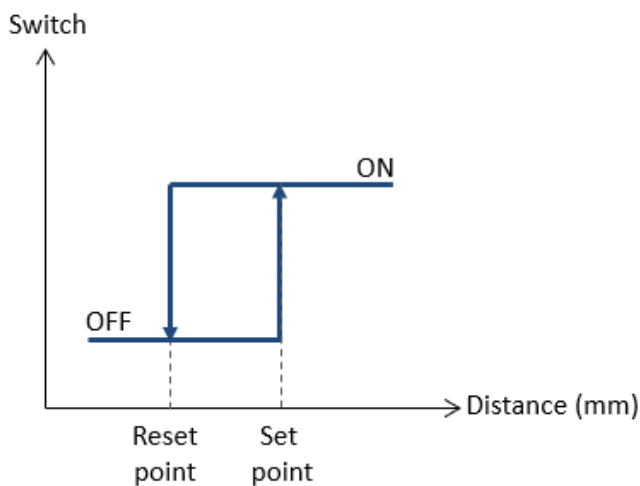 Switch
ON
OFF
Distance (mm)
Reset
point
Set
point